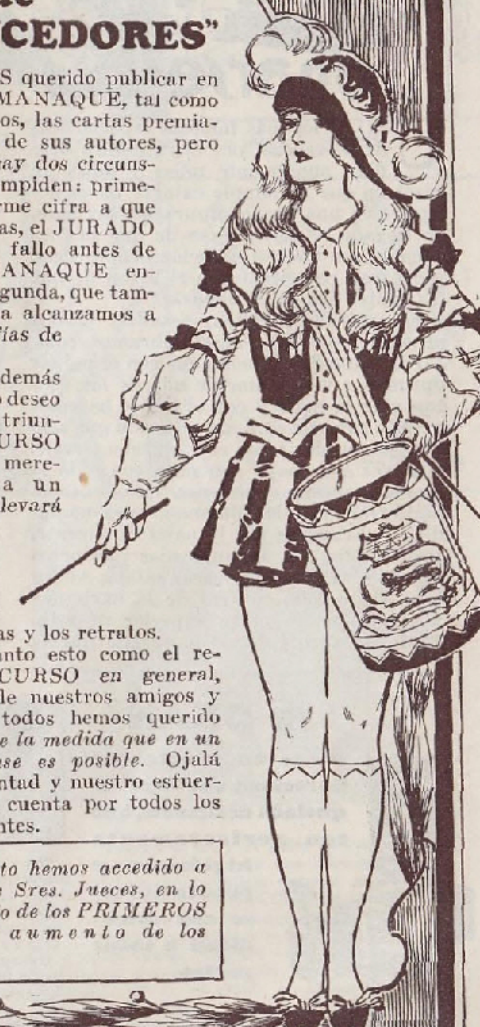 CEDORES"
S querido publicar en
MANAQUE, tal como
os, las cartas premia-
de sus autores, pero
ay dos circuns-
mpiden: prime-
rme cifra a que
as, el JURADO
fallo antes de
ANAQUE en-
gunda, que tam-
a alcanzamos a
ías de
demás
o deseo
triun-
CURSO
mere-
a un
levará
as y los retratos.
anto esto como el re-
CURSO en general,
de nuestros amigos y
todos hemos querido
e la medida que en un
se es posible. Ojalá
ntad y nuestro esfuer-
cuenta por todos los
ntes.
to hemos accedido a
s Sres. Jueces, en lo
o de los PRIMEROS
aumento de los